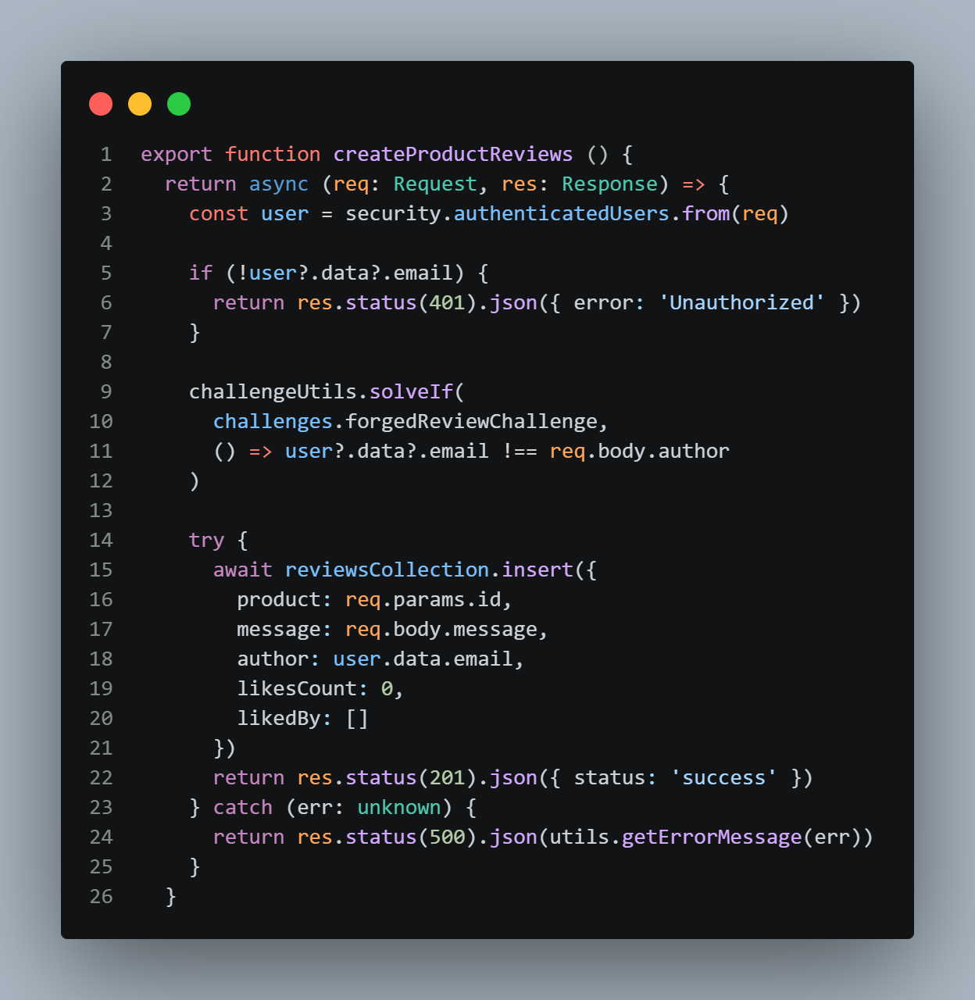 1 export function createProductReviews () {
2   return async (req: Request, res: Response) => {
3     const user = security.authenticatedUsers.from(req)
4
5     if (!user?.data?.email) {
6       return res.status(401).json({ error: 'Unauthorized' })
7     }
8
9     challengeUtils.solveIf(
10       challenges.forgedReviewChallenge,
11       () => user?.data?.email !== req.body.author
12     )
13
14     try {
15       await reviewsCollection.insert({
16         product: req.params.id,
17         message: req.body.message,
18         author: user.data.email,
19         likesCount: 0,
20         likedBy: []
21       })
22       return res.status(201).json({ status: 'success' })
23     } catch (err: unknown) {
24       return res.status(500).json(utils.getErrorMessage(err))
25     }
26   }